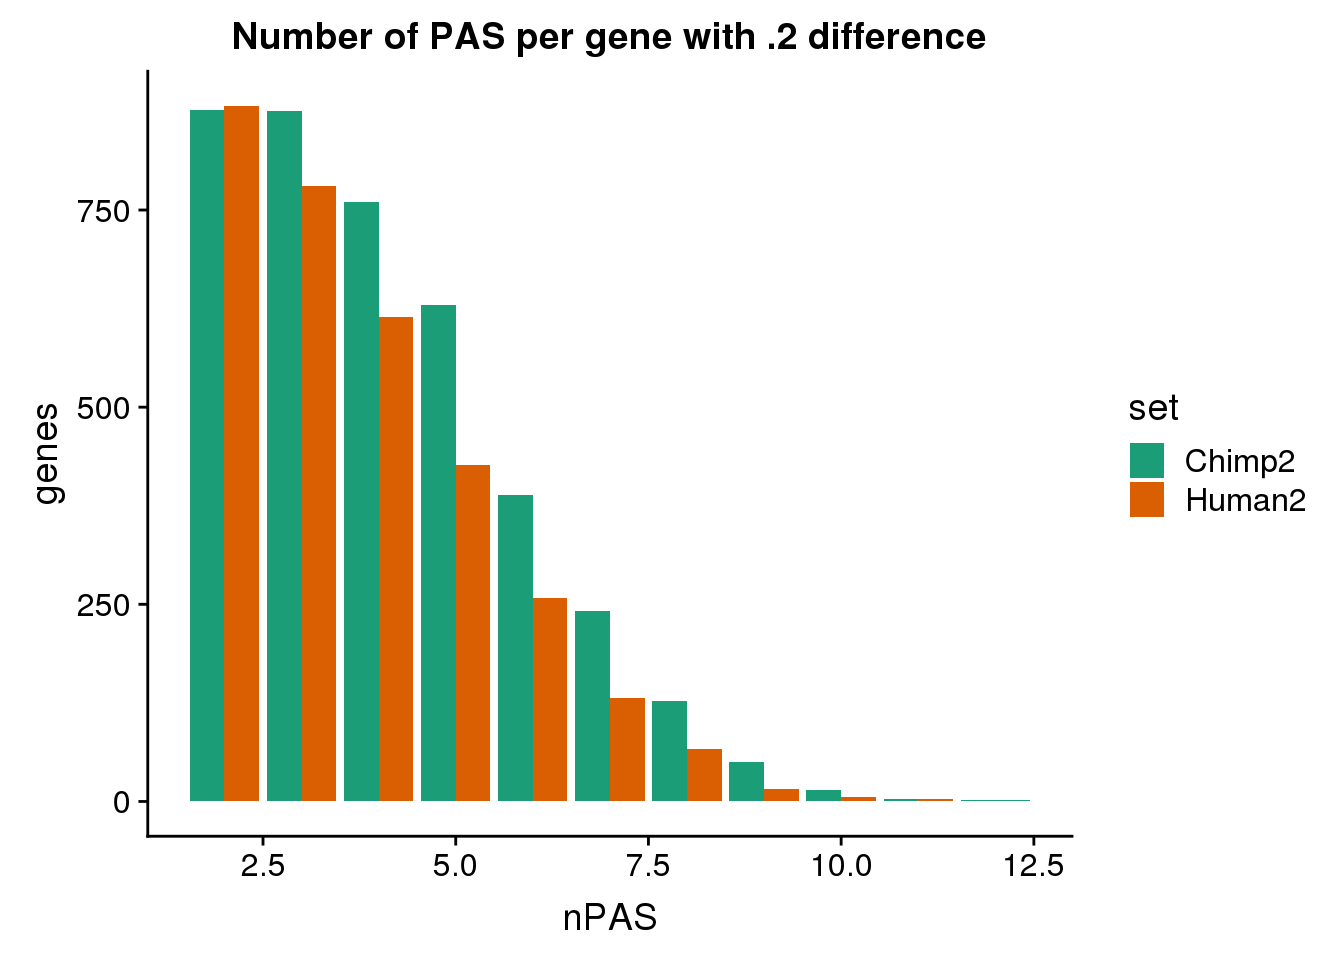 Number of PAS per gene with .2 difference
genes
750
500
250
0
2.5 5.0 7.5 10.0 12.5
nPAS
set
Chimp2
Human2